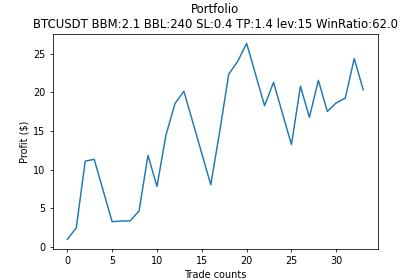 Portfolio
BTCUSDT BBM:2.1 BBL:240 SL:0.4 TP:1.4 lev:15 WinRatio:62.0
Profit ($)
25
20
15
10
5
0
0 5 10 15 20 25 30
Trade counts